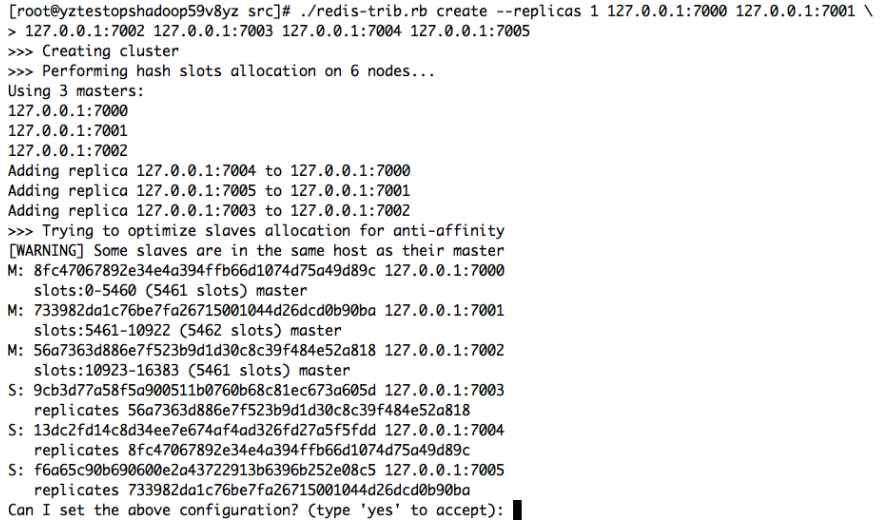 [root@yztestopshadoop59v8yz src]# ./redis-trib.rb create --replicas 1 127.0.0.1:7000 127.0.0.1:7001 \
> 127.0.0.1:7002 127.0.0.1:7003 127.0.0.1:7004 127.0.0.1:7005
>>> Creating cluster
>>> Performing hash slots allocation on 6 nodes...
Using 3 masters:
127.0.0.1:7000
127.0.0.1:7001
127.0.0.1:7002
Adding replica 127.0.0.1:7004 to 127.0.0.1:7000
Adding replica 127.0.0.1:7005 to 127.0.0.1:7001
Adding replica 127.0.0.1:7003 to 127.0.0.1:7002
>>> Trying to optimize slaves allocation for anti-affinity
[WARNING] Some slaves are in the same host as their master
M: 8fc47067892e34e4a394ffb66d1074d75a49d89c 127.0.0.1:7000
   slots:0-5460 (5461 slots) master
M: 733982da1c76be7fa26715001044d26dcd0b90ba 127.0.0.1:7001
   slots:5461-10922 (5462 slots) master
M: 56a7363d886e7f523b9d1d30c8c39f484e52a818 127.0.0.1:7002
   slots:10923-16383 (5461 slots) master
S: 9cb3d77a58f5a900511b0760b68c81ec673a605d 127.0.0.1:7003
   replicates 56a7363d886e7f523b9d1d30c8c39f484e52a818
S: 13dc2fd14c8d34ee7e674af4ad326fd27a5f5fdd 127.0.0.1:7004
   replicates 8fc47067892e34e4a394ffb66d1074d75a49d89c
S: f6a65c90b690600e2a43722913b6396b252e08c5 127.0.0.1:7005
   replicates 733982da1c76be7fa26715001044d26dcd0b90ba
Can I set the above configuration? (type 'yes' to accept):